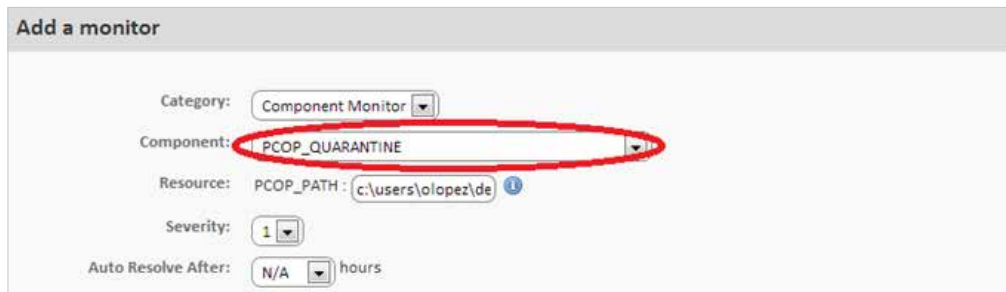 Add a monitor
Category: Component Monitor
Component: PCOP_QUARANTINE
Resource: PCOP_PATH : c:\users\olopez\de
Severity: 1
Auto Resolve After: N/A hours